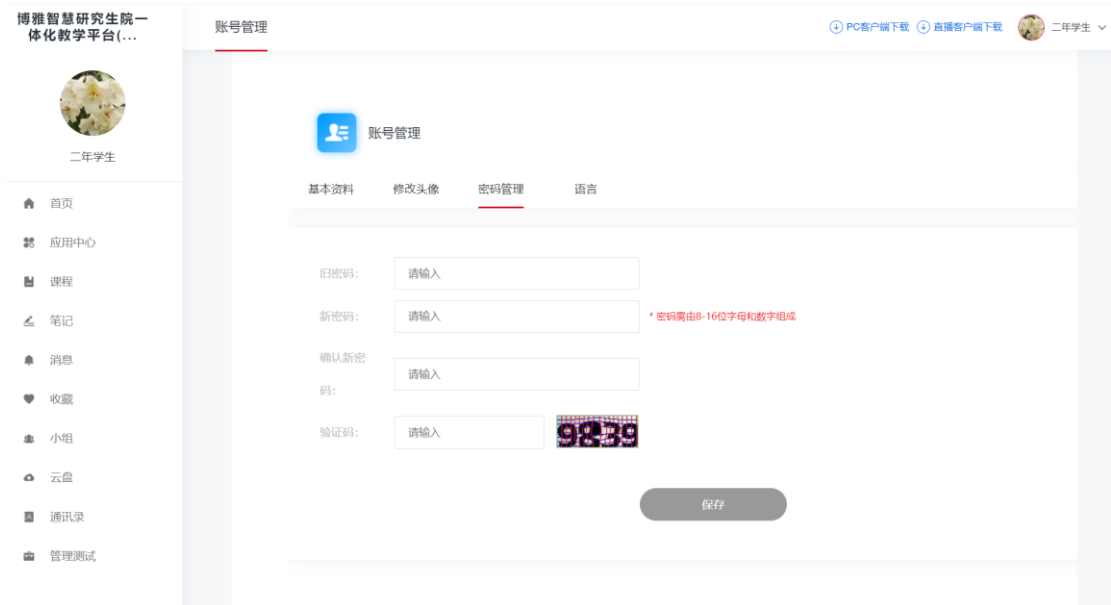 博雅智慧研究生院一
体化教学平台(...
账号管理
PC客户端下载
直播客户端下载
二年学生
二年学生
首页
应用中心
课程
笔记
消息
收藏
小组
云盘
通讯录
管理测试
账号管理
基本资料
修改头像
密码管理
语言
旧密码：
请输入
新密码：
请输入
* 密码需由8-16位字母和数字组成
确认新密
码：
请输入
验证码：
请输入
9839
保存